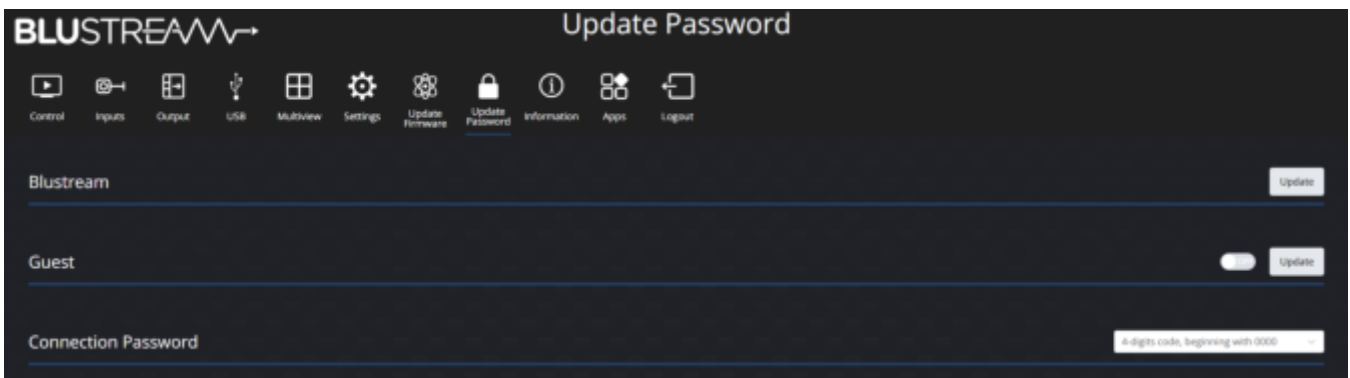 BLUSTREAM
Update Password
Control
Inputs
Output
USB
Multiview
Settings
Update
Firmware
Update
Password
Information
Apps
Logout
Blustream
Update
Guest
Update
Connection Password
4-digits code, beginning with 0000